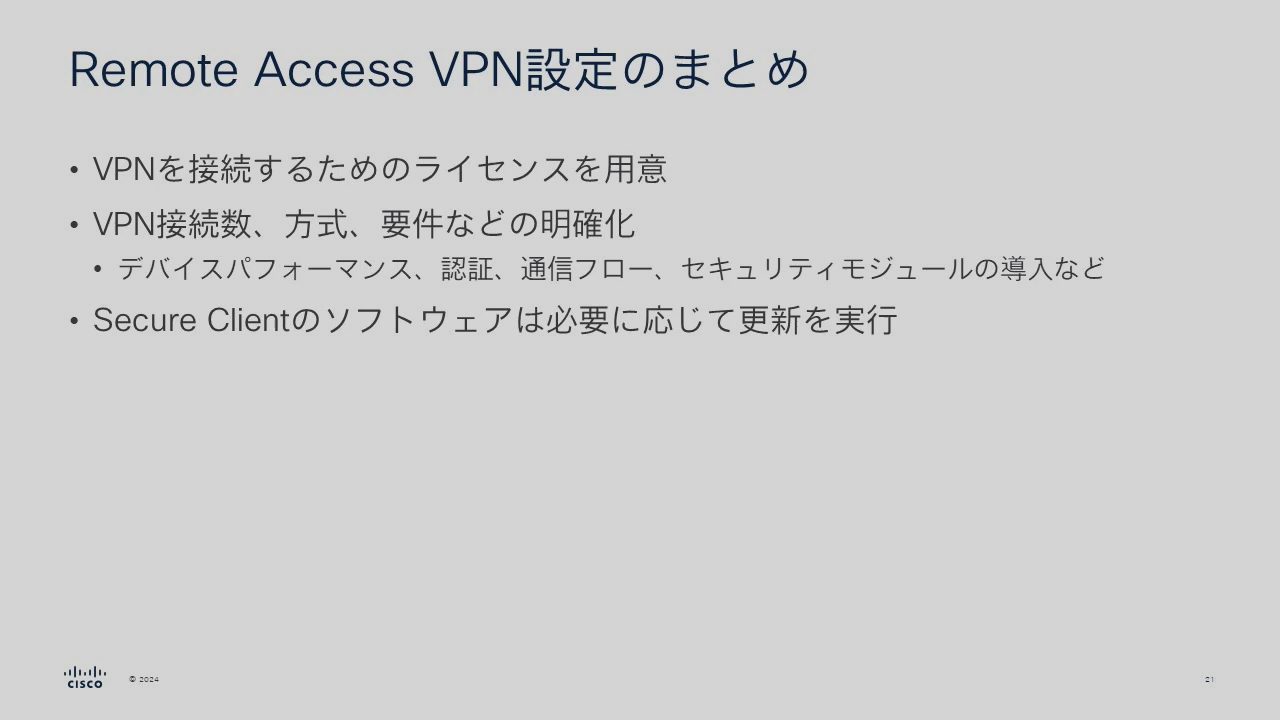 Remote Access VPN設定のまとめ
• VPNを接続するためのライセンスを用意
• VPN接続数、方式、要件などの明確化
• デバイスパフォーマンス、認証、通信フロー、セキュリティモジュールの導入など
• Secure Clientのソフトウェアは必要に応じて更新を実行
CISCO © 2024 21